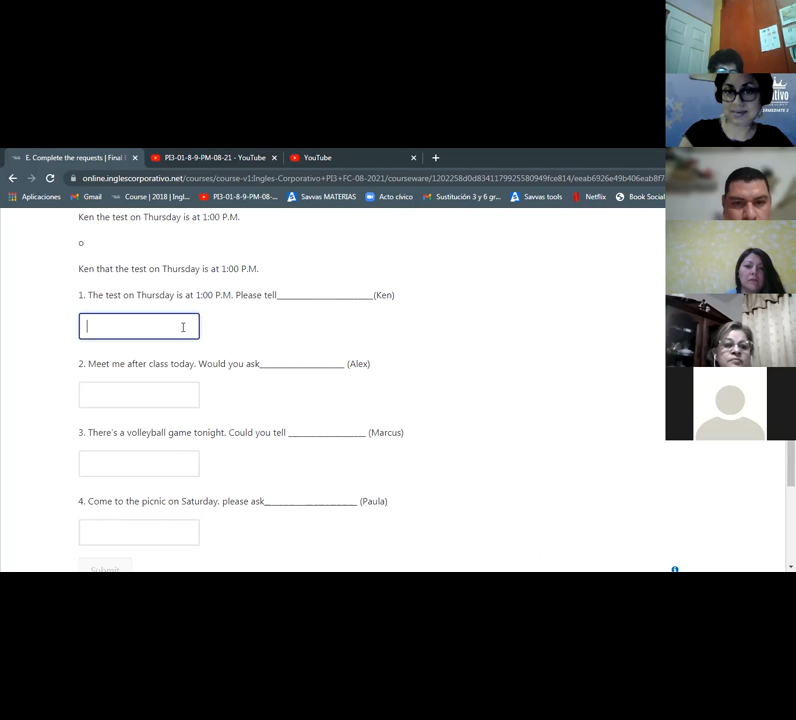 E. Complete the requests | Final E
PI3-01-8-9-PM-08-21 - YouTube
YouTube
online.inglescorporativo.net/courses/course-v1:Ingles-Corporativo+PI3+FC-08-2021/courseware/1202258d0d8341179925580949fce814/eeab6926e49b406eab8f7
Aplicaciones
Gmail
Course | 2018 | Ingl...
PI3-01-8-9-PM-08-...
Savvas MATERIAS
Acto cívico
Sustitución 3 y 6 gr...
Savvas tools
Netflix
Book Social
Ken the test on Thursday is at 1:00 P.M.
o
Ken that the test on Thursday is at 1:00 P.M.
1. The test on Thursday is at 1:00 P.M. Please tell____________________(Ken)
2. Meet me after class today. Would you ask__________________ (Alex)
3. There's a volleyball game tonight. Could you tell ________________ (Marcus)
4. Come to the picnic on Saturday. please ask___________________ (Paula)
Submit